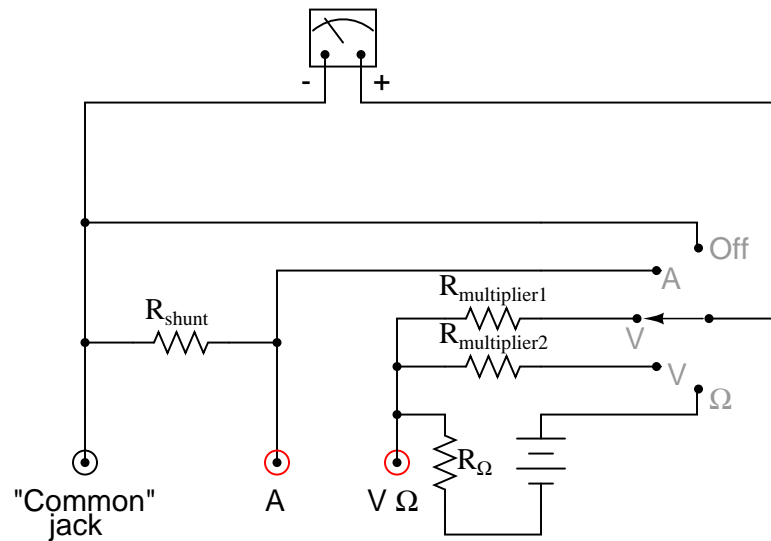 - +
Off
A
Rmultiplier1
Rshunt
V
Rmultiplier2
V
Ω
RΩ
"Common"
jack
A
V Ω